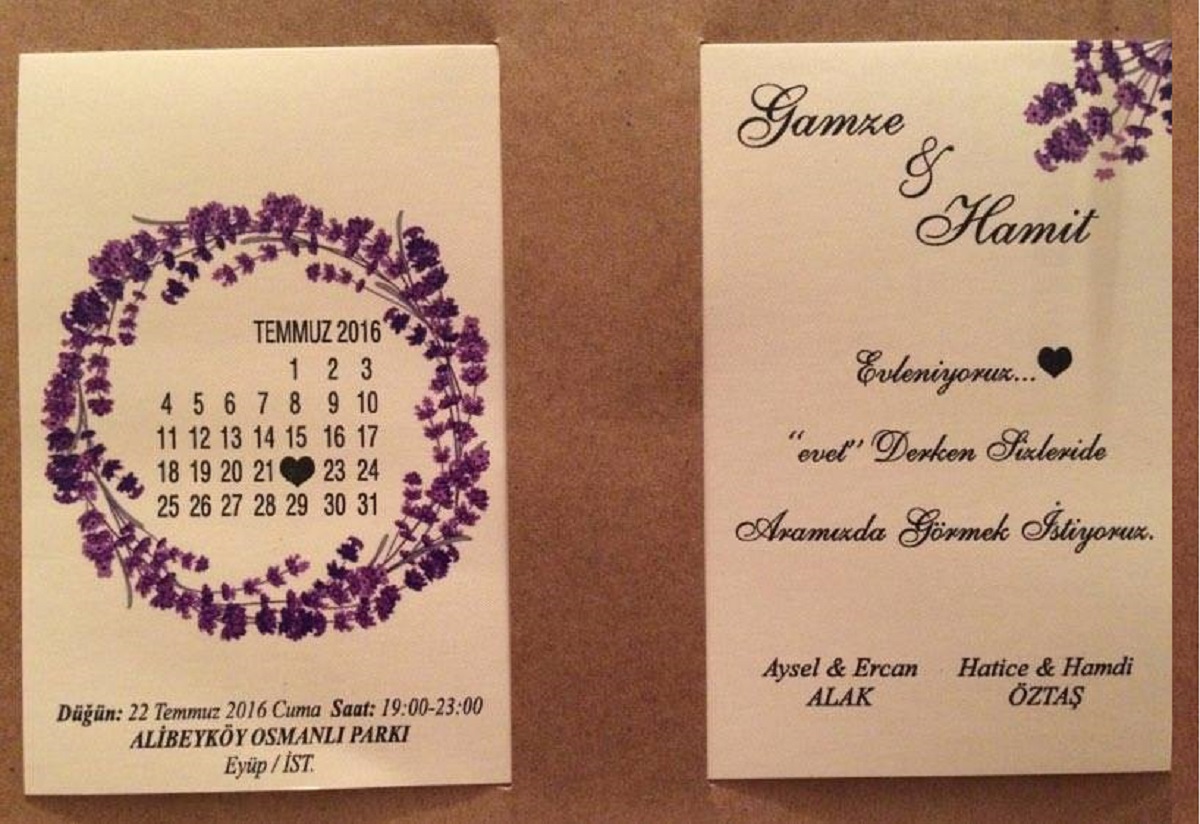 TEMMUZ 2016
1 2 3
4 5 6 7 8 9 10
11 12 13 14 15 16 17
18 19 20 21 23 24
25 26 27 28 29 30 31
Düğün: 22 Temmuz 2016 Cuma Saat: 19:00-23:00
ALİBEYKÖY OSMANLI PARKI
Eyüp / İST.
Gamze
&
Hamit
Evleniyoruz...
“evet” Derken Sizleride
Aramızda Görmek İstiyoruz.
Aysel & Ercan Hatice & Hamdi
ALAK ÖZTAŞ